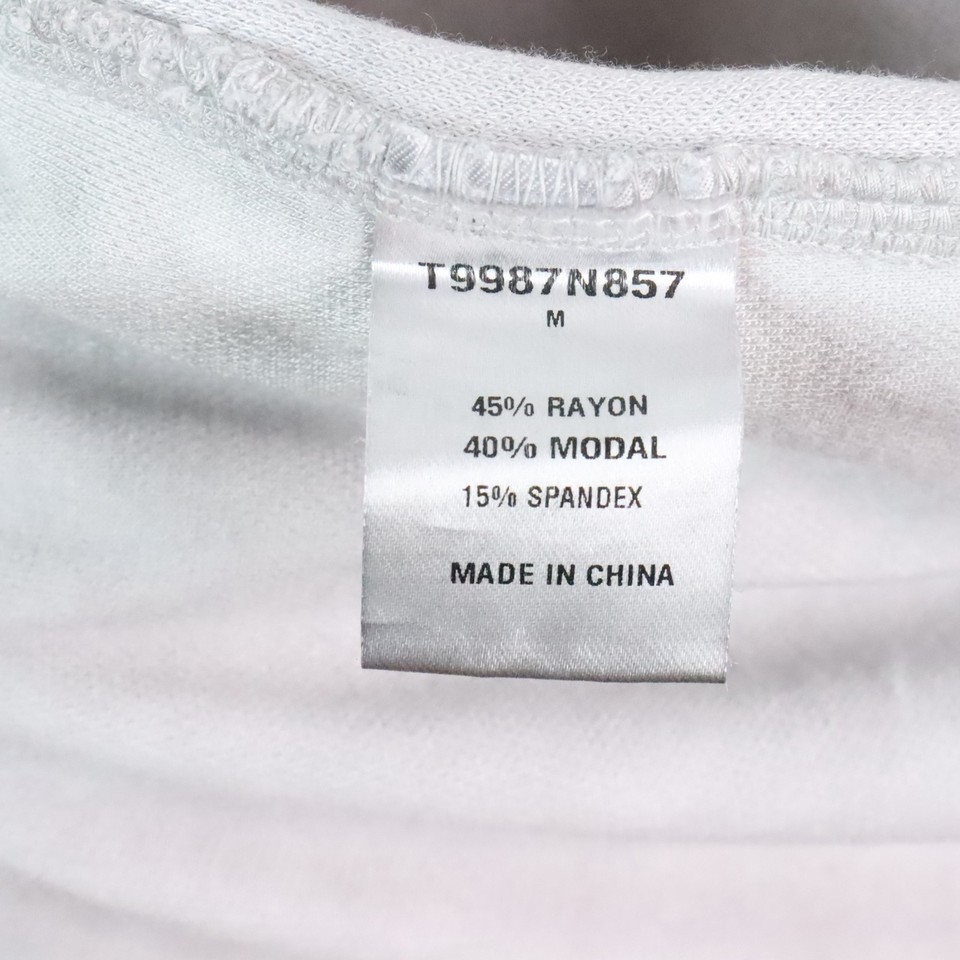 T9987N857
M
45% RAYON
40% MODAL
15% SPANDEX
MADE IN CHINA